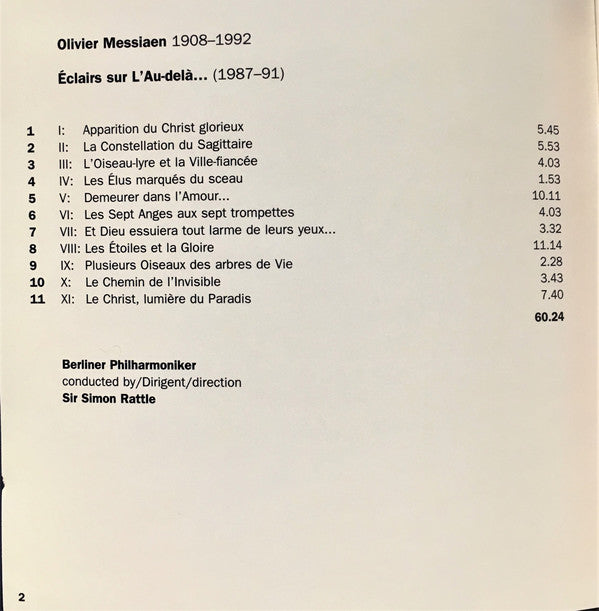 Olivier Messiaen 1908–1992
Éclairs sur L'Au-delà... (1987–91)
1 I: Apparition du Christ glorieux 5.45
2 II: La Constellation du Sagittaire 5.53
3 III: L'Oiseau-lyre et la Ville-fiancée 4.03
4 IV: Les Élus marqués du sceau 1.53
5 V: Demeurer dans l'Amour... 10.11
6 VI: Les Sept Anges aux sept trompettes 4.03
7 VII: Et Dieu essuiera tout larme de leurs yeux... 3.32
8 VIII: Les Étoiles et la Gloire 11.14
9 IX: Plusieurs Oiseaux des arbres de Vie 2.28
10 X: Le Chemin de l'Invisible 3.43
11 XI: Le Christ, lumière du Paradis 7.40
60.24
Berliner Philharmoniker
conducted by/Dirigent/direction
Sir Simon Rattle
2